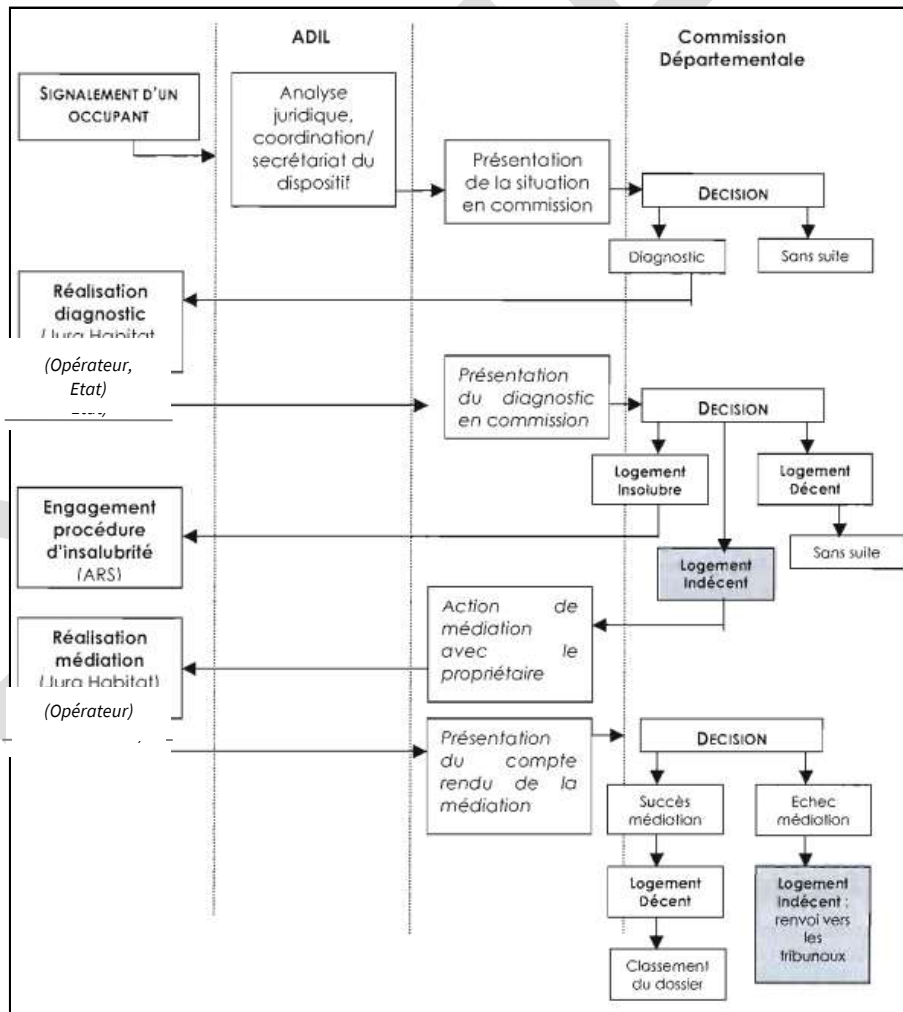 ADIL
Commission
Départementale
SIGNALEMENT D'UN
OCCUPANT
Analyse
juridique,
coordination/
secrétariat du
dispositif
Présentation
de la situation
en commission
DECISION
Diagnostic
Sans suite
Réalisation
diagnostic
(Jura Habitat
(Opérateur,
Etat)
Etat)
Présentation
du diagnostic
en commission
DECISION
Logement
Insolubre
Logement
Décent
Engagement
procédure
d'insalubrité
(ARS)
Sans suite
Logement
Indécent
Action de
médiation
avec le
propriétaire
Réalisation
médiation
(Jura Habitat)
(Opérateur)
Présentation
du compte
rendu de la
médiation
DECISION
Succès
médiation
Echec
médiation
Logement
Décent
Logement
Indécent :
renvoi vers
les
tribunaux
Classement
du dossier